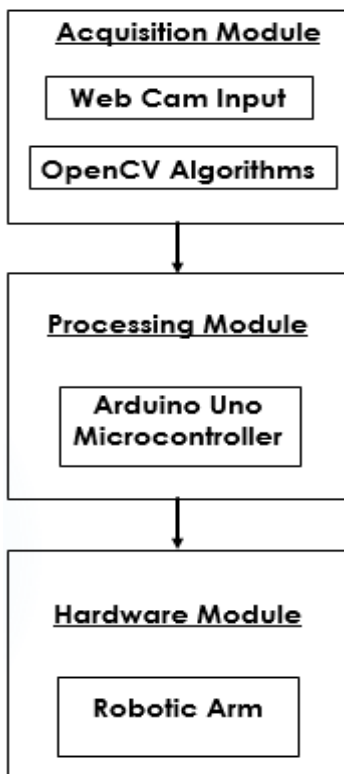 Acquisition Module
Web Cam Input
OpenCV Algorithms
Processing Module
Arduino Uno
Microcontroller
Hardware Module
Robotic Arm